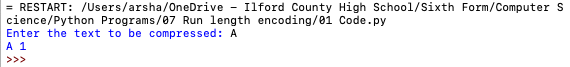 = RESTART: /Users/arsha/OneDrive - Ilford County High School/Sixth Form/Computer S
cience/Python Programs/07 Run length encoding/01 Code.py
Enter the text to be compressed: A
A 1
>>>